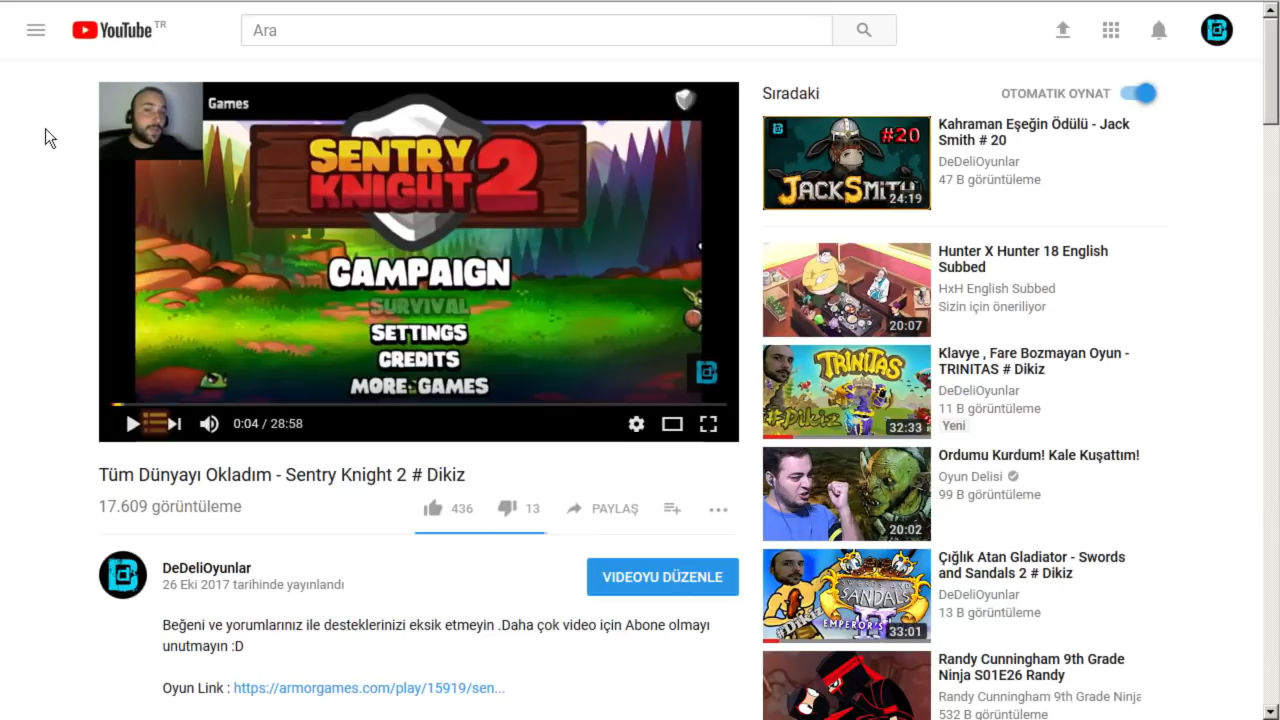 YouTube TR
Ara
Games
SENTRY
KNIGHT 2
CAMPAIGN
SURVIVAL
SETTINGS
CREDITS
MORE GAMES
0:04 / 28:58
Tüm Dünyayı Okladım - Sentry Knight 2 # Dikiz
17.609 görüntüleme
436
13
PAYLAŞ
DeDeliOyunlar
26 Eki 2017 tarihinde yayınlandı
VIDEOYU DÜZENLE
Beğeni ve yorumlarınız ile desteklerinizi eksik etmeyin .Daha çok video için Abone olmayı
unutmayın :D
Oyun Link : https://armorgames.com/play/15919/sen...
Sıradaki
OTOMATIK OYNAT
#20
JACKSMITH
24:19
Kahraman Eşeğin Ödülü - Jack
Smith # 20
DeDeliOyunlar
47 B görüntüleme
20:07
Hunter X Hunter 18 English
Subbed
HxH English Subbed
Sizin için öneriliyor
TRINITAS
#Dikiz
32:33
Klavye , Fare Bozmayan Oyun -
TRINITAS # Dikiz
DeDeliOyunlar
11 B görüntüleme
Yeni
20:02
Ordumu Kurdum! Kale Kuşattım!
Oyun Delisi
99 B görüntüleme
SWORDS AND
SANDALS
EMPEROR'S
#DİKİZ
33:01
Çığlık Atan Gladiator - Swords
and Sandals 2 # Dikiz
DeDeliOyunlar
13 B görüntüleme
Randy Cunningham 9th Grade
Ninja S01E26 Randy
Randy Cunningham 9th Grade Ninja
532 B görüntüleme